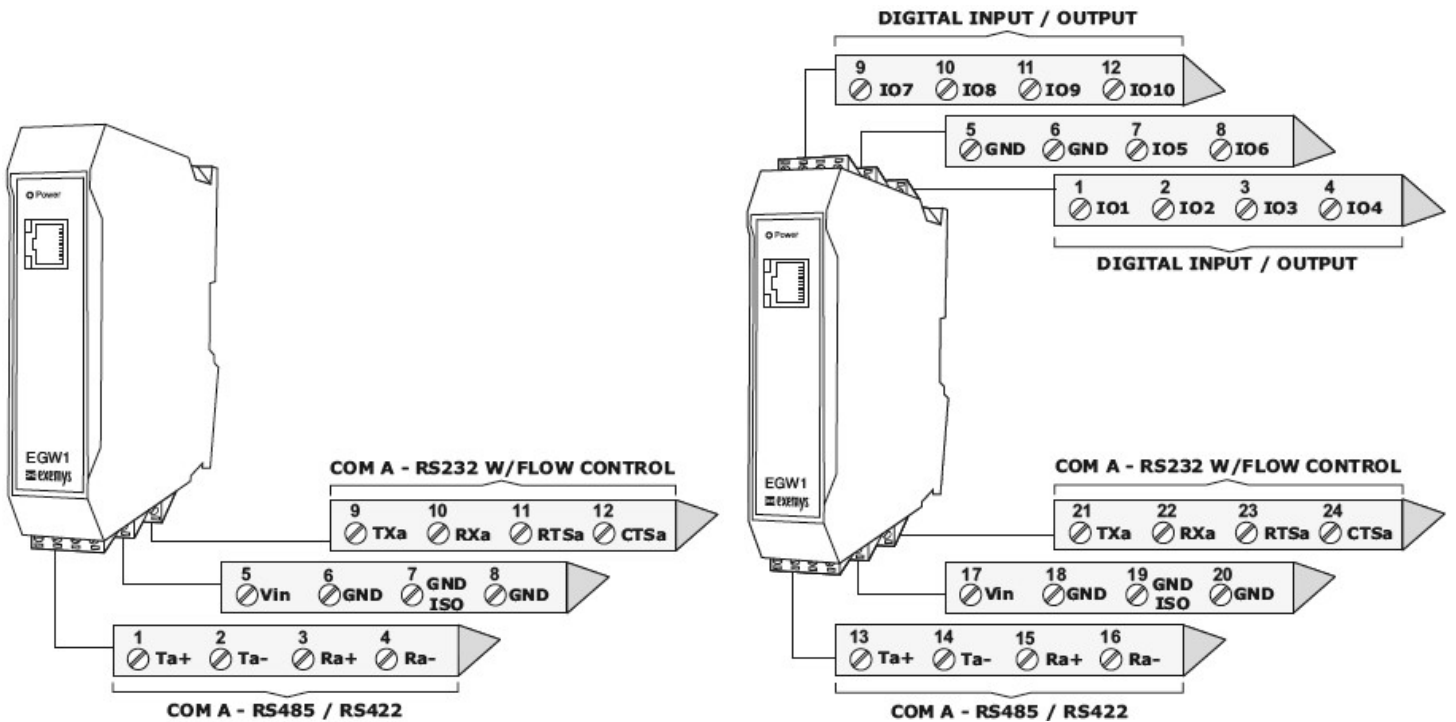 Power
EGW1
exemys
COM A - RS232 W/FLOW CONTROL
9 TXa 10 RXa 11 RTSa 12 CTSa
5 Vin 6 GND 7 GND ISO 8 GND
1 Ta+ 2 Ta- 3 Ra+ 4 Ra-
COM A - RS485 / RS422
DIGITAL INPUT / OUTPUT
9 IO7 10 IO8 11 IO9 12 IO10
5 GND 6 GND 7 IO5 8 IO6
1 IO1 2 IO2 3 IO3 4 IO4
DIGITAL INPUT / OUTPUT
Power
EGW1
exemys
COM A - RS232 W/FLOW CONTROL
21 TXa 22 RXa 23 RTSa 24 CTSa
17 Vin 18 GND 19 GND ISO 20 GND
13 Ta+ 14 Ta- 15 Ra+ 16 Ra-
COM A - RS485 / RS422